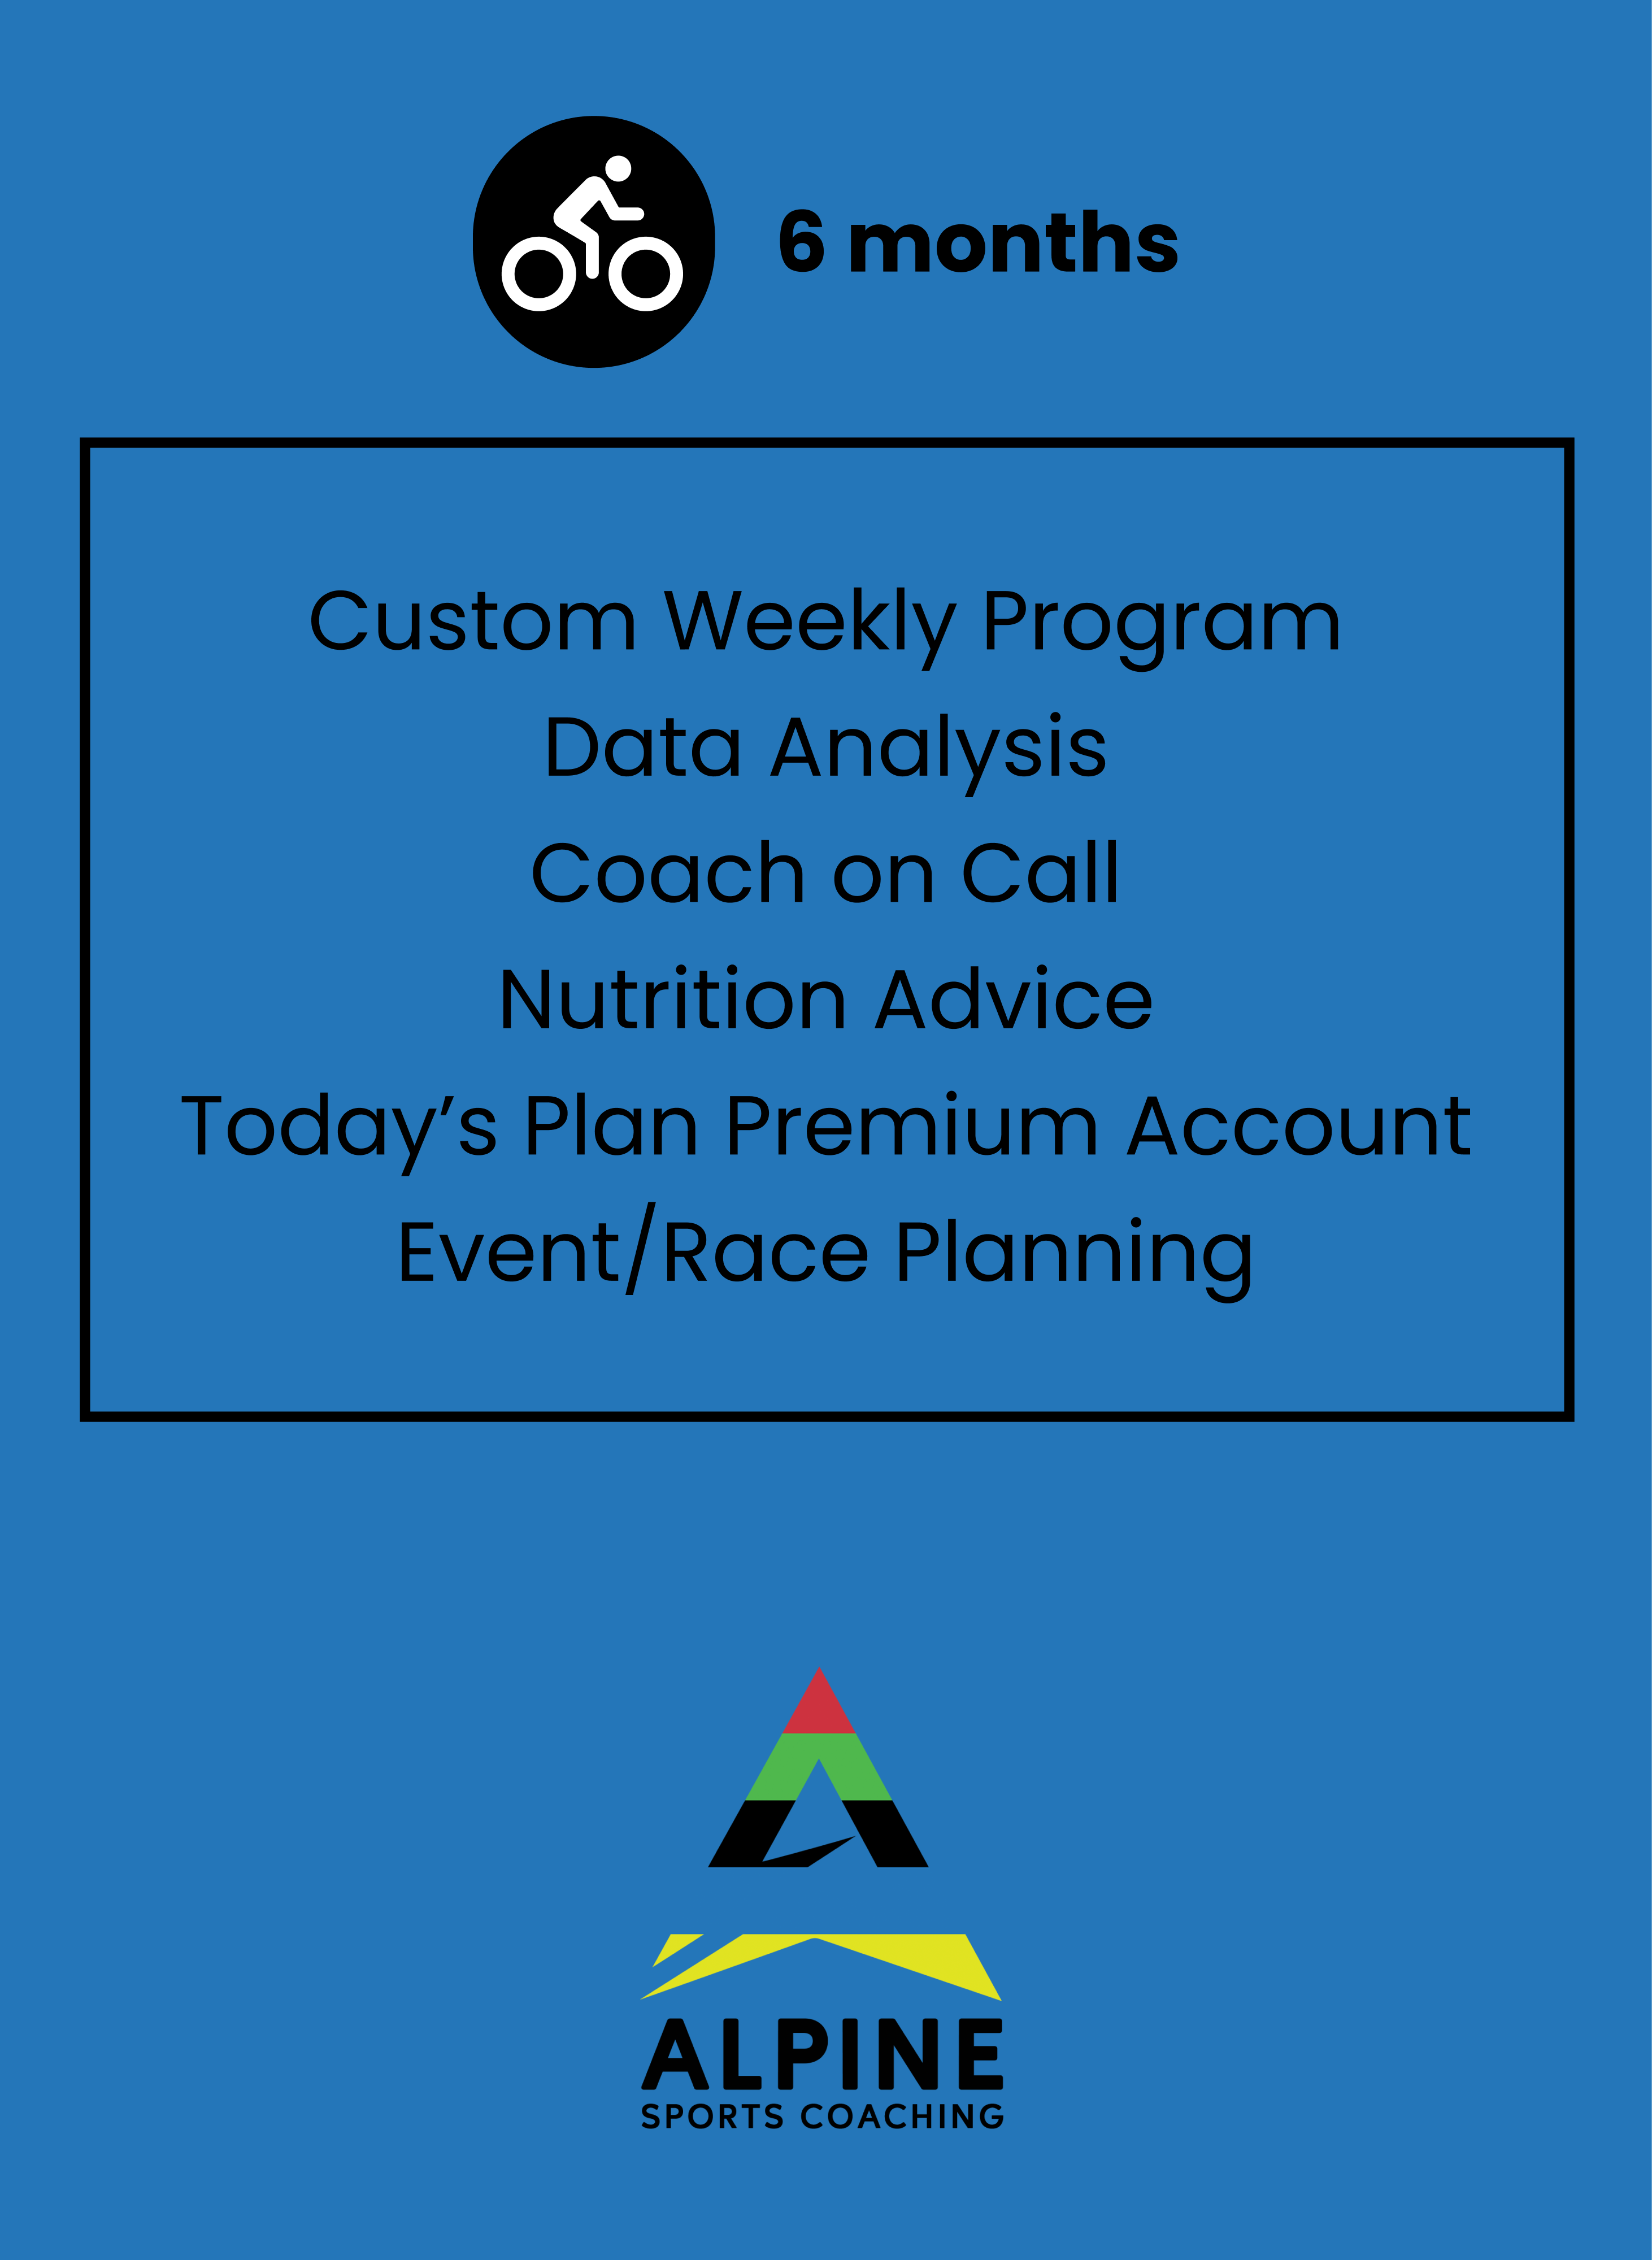 6 months
Custom Weekly Program
Data Analysis
Coach on Call
Nutrition Advice
Today’s Plan Premium Account
Event/Race Planning
ALPINE
SPORTS COACHING